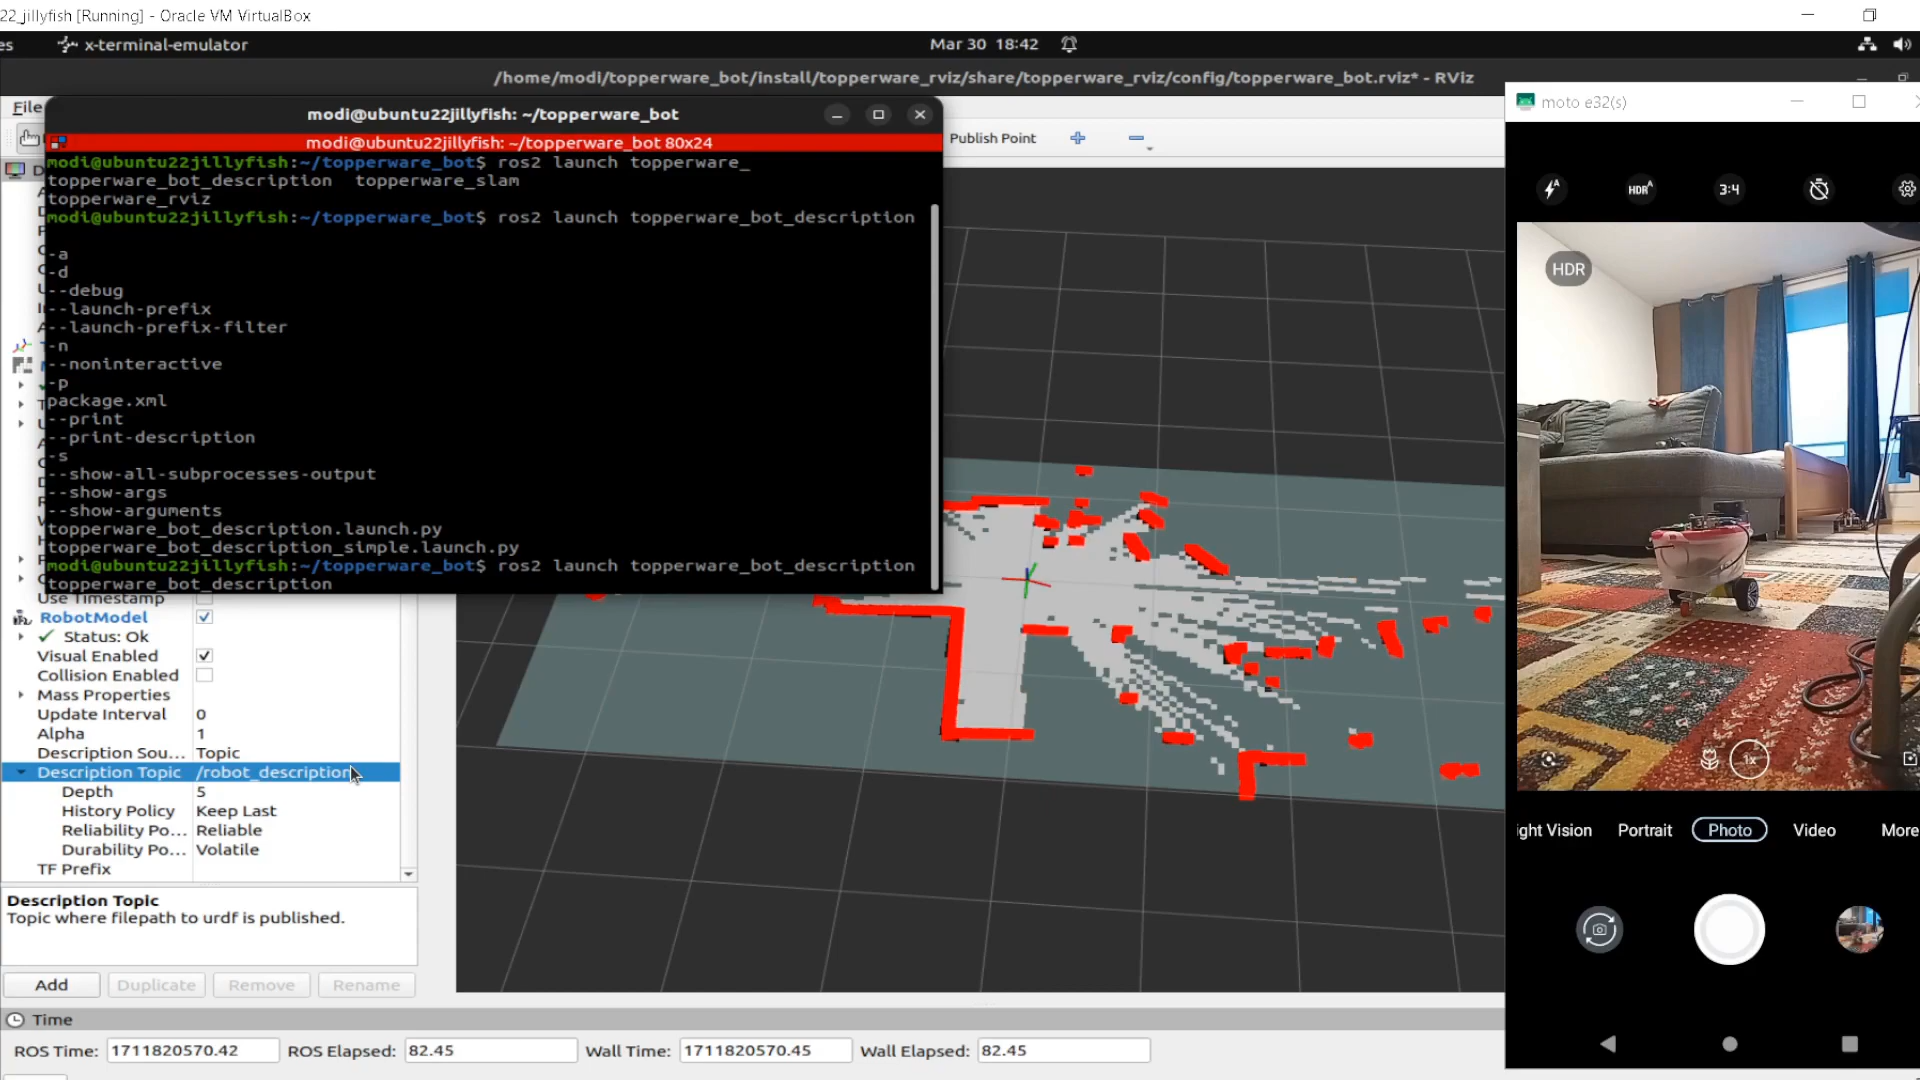 22_jillyfish [Running] - Oracle VM VirtualBox
es x-terminal-emulator
Mar 30 18:42
/home/modi/topperware_bot/install/topperware_rviz/share/topperware_rviz/config/topperware_bot.rviz* - RViz
File
Publish Point
modi@ubuntu22jillyfish: ~/topperware_bot
modi@ubuntu22jillyfish: ~/topperware_bot 80x24
modi@ubuntu22jillyfish:~/topperware_bot$ ros2 launch topperware_
topperware_bot_description topperware_slam
topperware_rviz
modi@ubuntu22jillyfish:~/topperware_bot$ ros2 launch topperware_bot_description
-a
-d
--debug
--launch-prefix
--launch-prefix-filter
-n
--noninteractive
-p
package.xml
--print
--print-description
-s
--show-all-subprocesses-output
--show-args
--show-arguments
topperware_bot_description.launch.py
topperware_bot_description_simple.launch.py
modi@ubuntu22jillyfish:~/topperware_bot$ ros2 launch topperware_bot_description
topperware_bot_description
Use Timestamp
RobotModel
Status: Ok
Visual Enabled
Collision Enabled
Mass Properties
Update Interval 0
Alpha 1
Description Sou... Topic
Description Topic /robot_description
Depth 5
History Policy Keep Last
Reliability Po... Reliable
Durability Po... Volatile
TF Prefix
Description Topic
Topic where filepath to urdf is published.
Add Duplicate Remove Rename
Time
ROS Time: 1711820570.42 ROS Elapsed: 82.45 Wall Time: 1711820570.45 Wall Elapsed: 82.45
moto e32(s)
HDRᴬ
3:4
HDR
1x
ight Vision Portrait Photo Video More